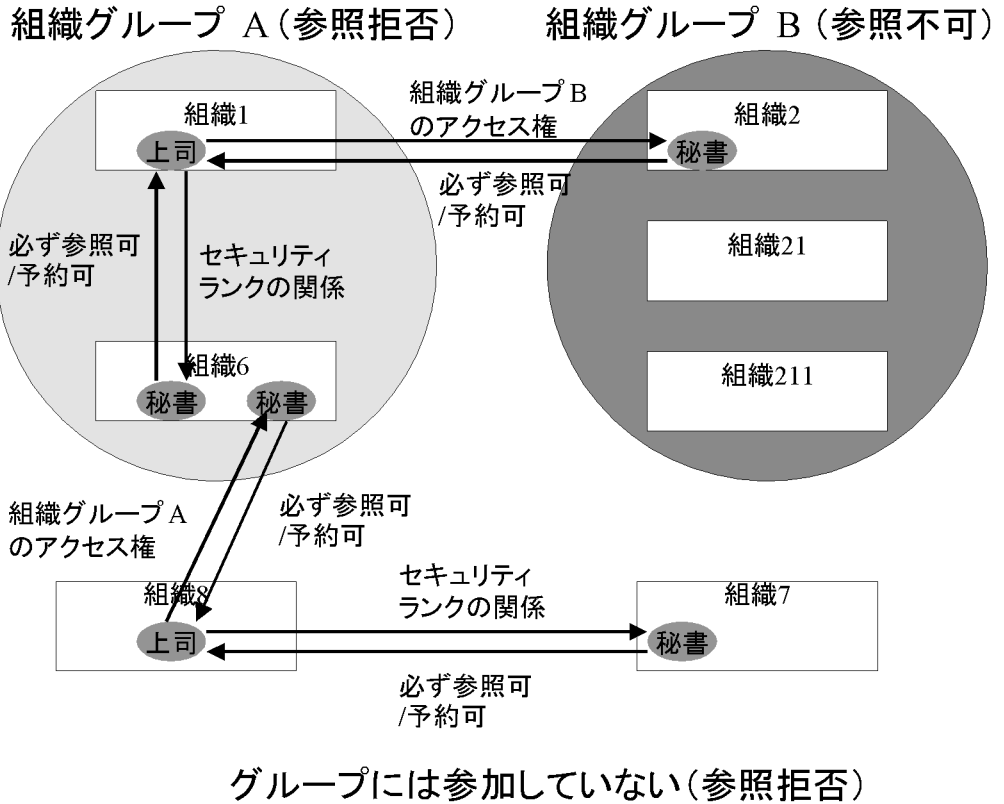 組織グループ A（参照拒否）
組織グループ B（参照不可）
組織1
上司
組織グループ B
のアクセス権
必ず参照可
/予約可
組織2
秘書
組織21
組織211
必ず参照可
/予約可
セキュリティ
ランクの関係
組織6
秘書
秘書
組織グループ A
のアクセス権
必ず参照可
/予約可
組織8
上司
セキュリティ
ランクの関係
必ず参照可
/予約可
組織7
秘書
グループには参加していない（参照拒否）